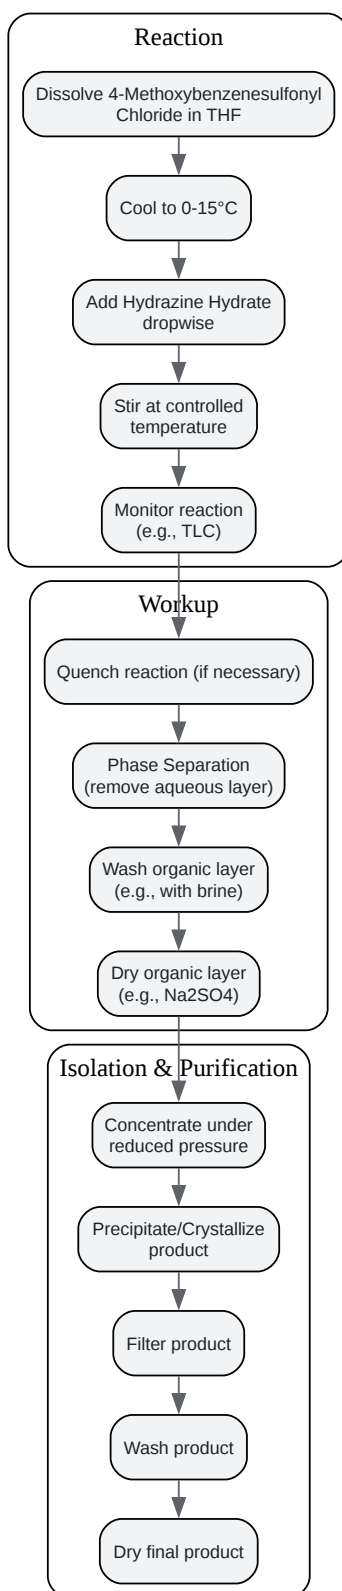 Reaction
Dissolve 4-Methoxybenzenesulfonyl
Chloride in THF
Cool to 0-15°C
Add Hydrazine Hydrate
dropwise
Stir at controlled
temperature
Monitor reaction
(e.g., TLC)
Workup
Quench reaction (if necessary)
Phase Separation
(remove aqueous layer)
Wash organic layer
(e.g., with brine)
Dry organic layer
(e.g., Na2SO4)
Isolation & Purification
Concentrate under
reduced pressure
Precipitate/Crystallize
product
Filter product
Wash product
Dry final product